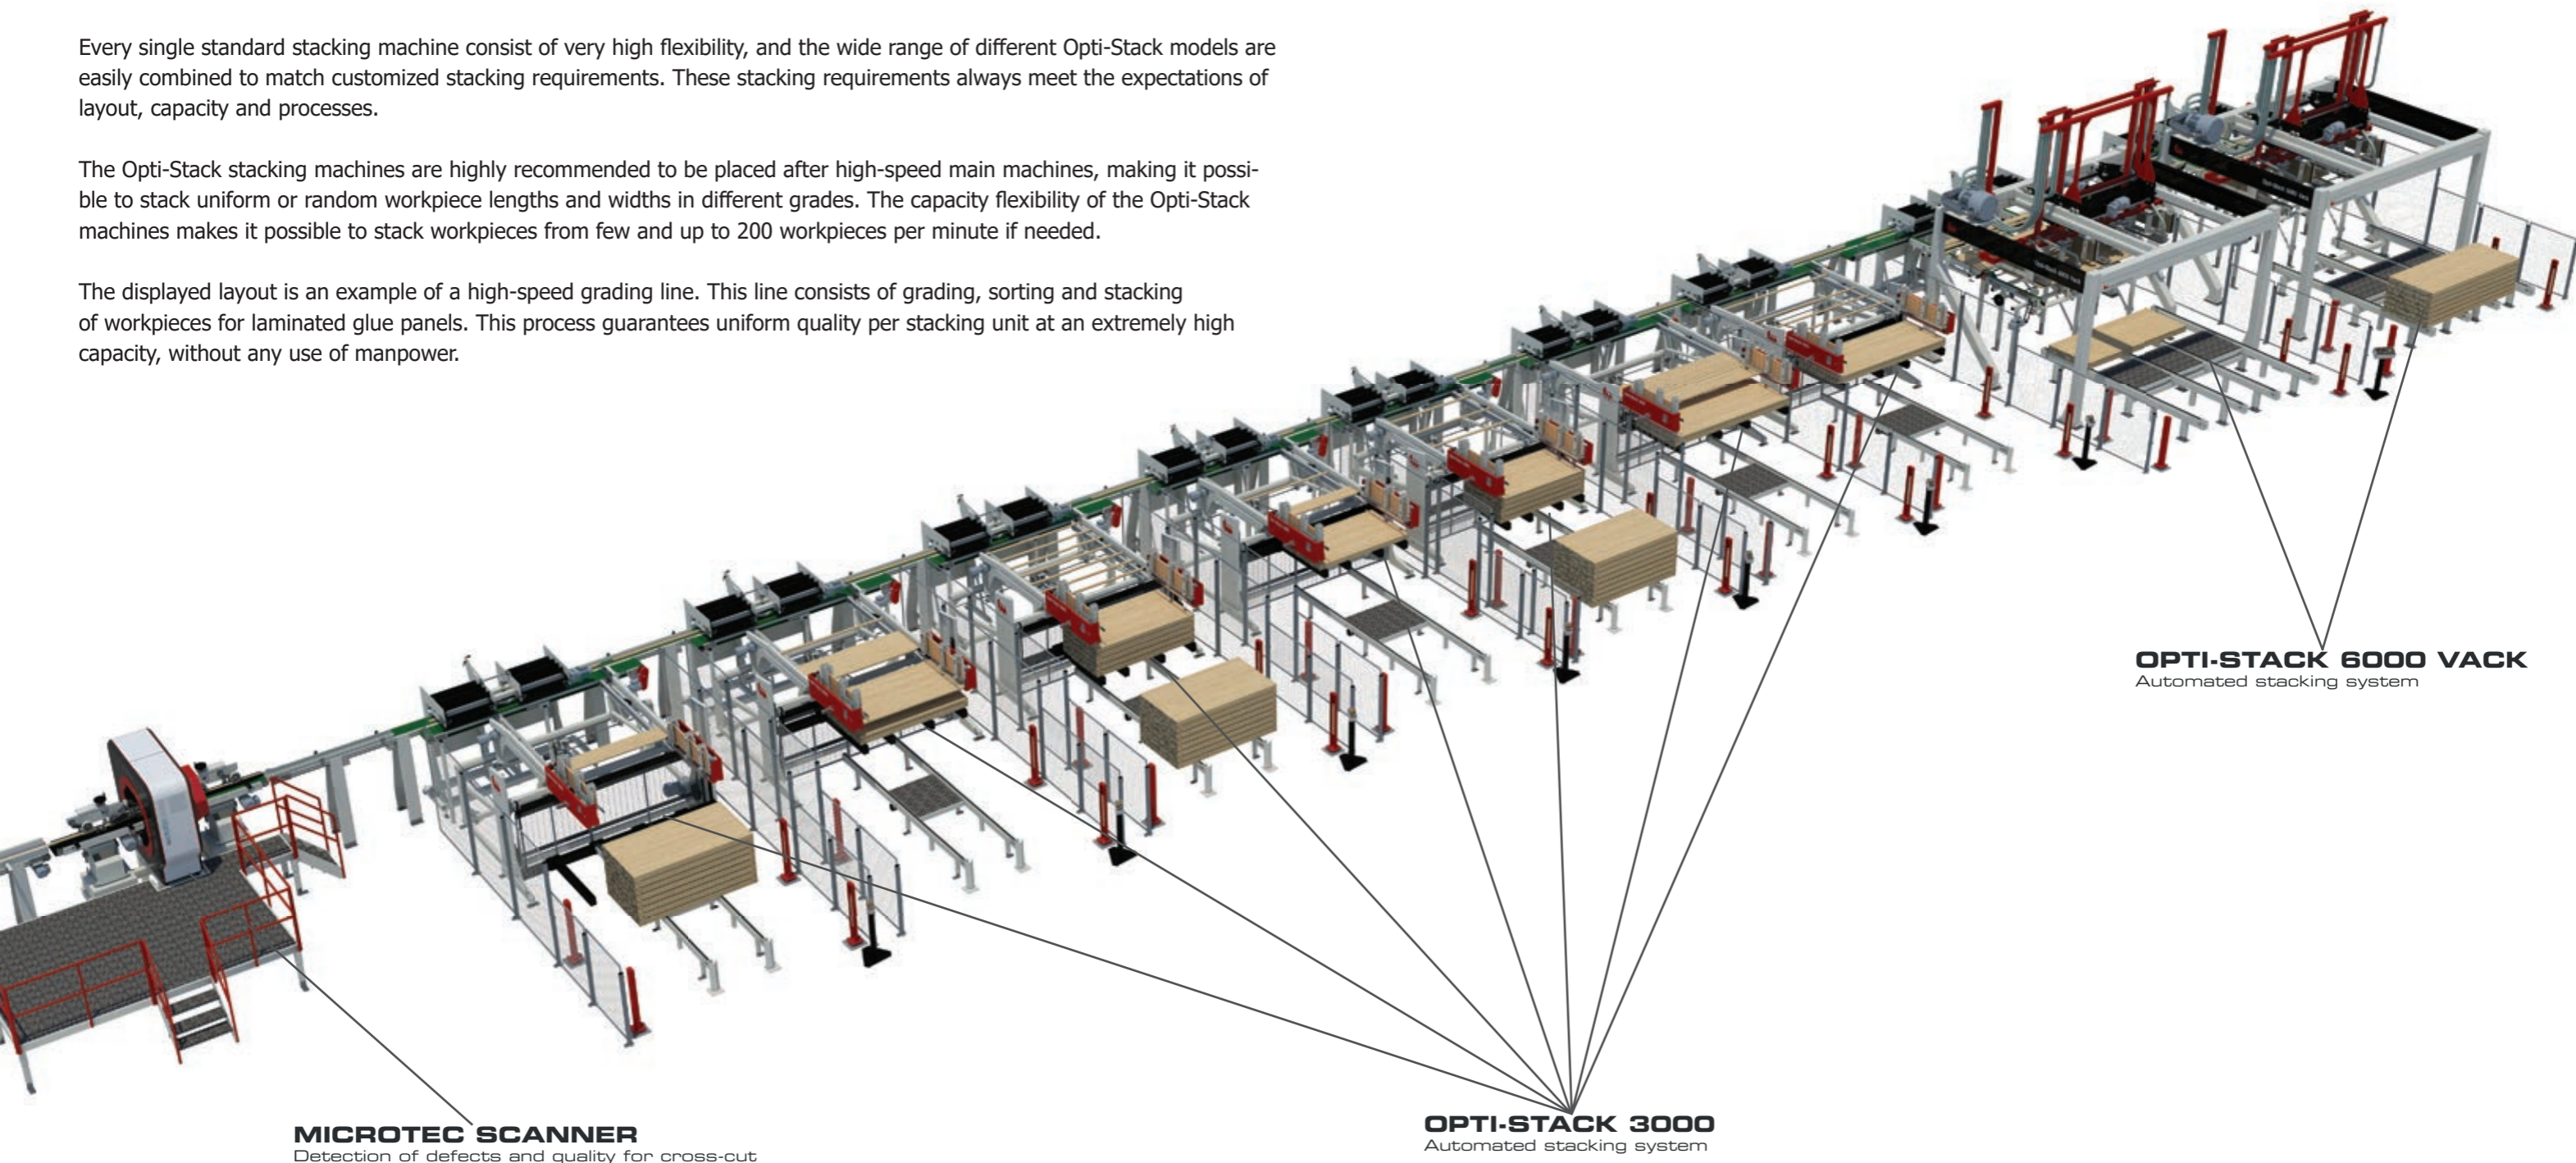 Every single standard stacking machine consist of very high flexibility, and the wide range of different Opti-Stack models are
easily combined to match customized stacking requirements. These stacking requirements always meet the expectations of
layout, capacity and processes.
The Opti-Stack stacking machines are highly recommended to be placed after high-speed main machines, making it possi-
ble to stack uniform or random workpiece lengths and widths in different grades. The capacity flexibility of the Opti-Stack
machines makes it possible to stack workpieces from few and up to 200 workpieces per minute if needed.
The displayed layout is an example of a high-speed grading line. This line consists of grading, sorting and stacking
of workpieces for laminated glue panels. This process guarantees uniform quality per stacking unit at an extremely high
capacity, without any use of manpower.
OPTI-STACK 6000 VACK
Automated stacking system
OPTI-STACK 3000
Automated stacking system
MICROTEC SCANNER
Detection of defects and quality for cross-cut